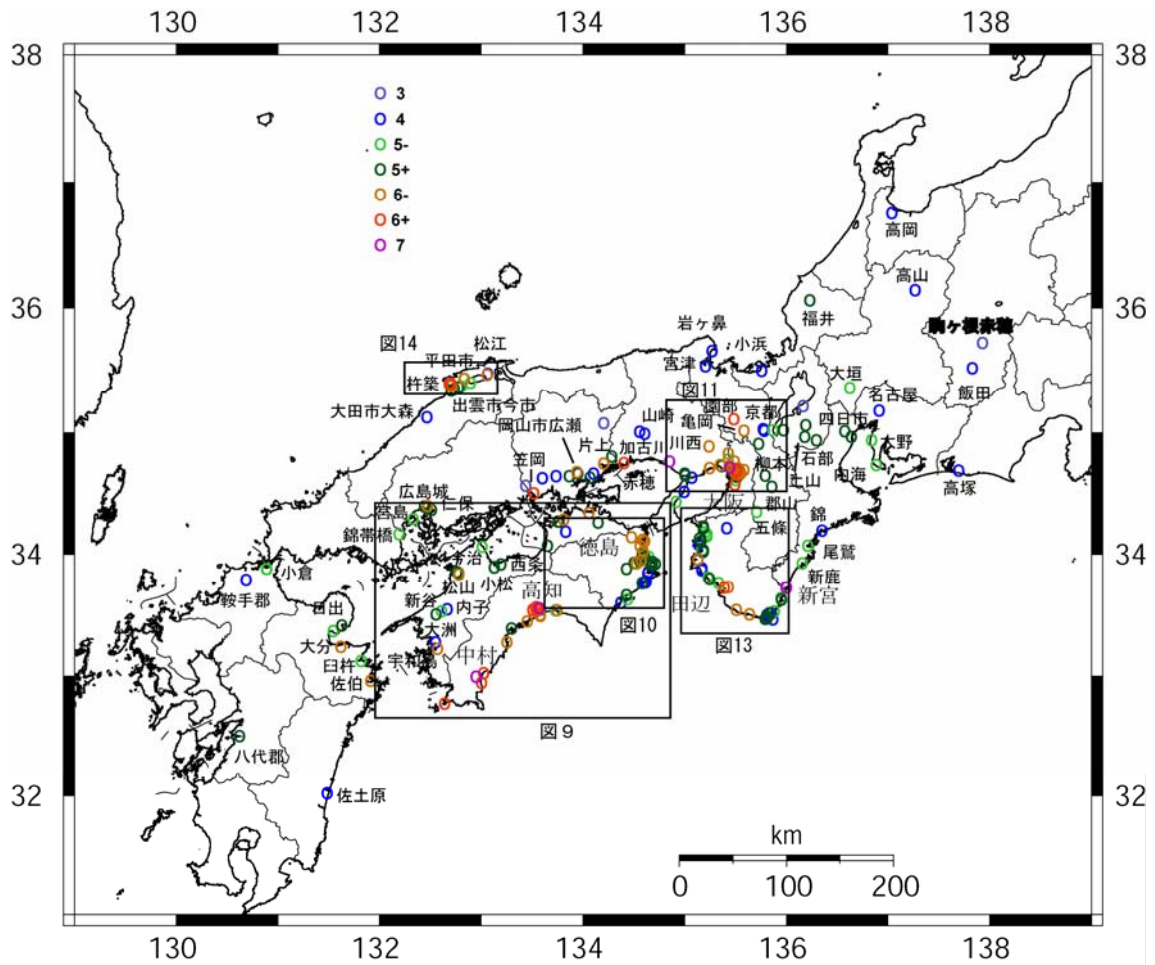 130 132 134 136 138
38 38
3
4
5-
5+
6-
6+
7
高岡
高山
36 36
福井
駒ヶ根赤穂
岩ヶ鼻
小浜
宮津
松江
図14
平田市
杵築
出雲市今市
大田市大森
図11
園部
京都
亀岡
大垣
名古屋
飯田
四日市
岡山市広瀬
山崎
片上
加古川
川西
柳本
石部
上山
大野
内海
高塚
笠岡
赤穂
大阪
郡山
五條
広島城
仁保
宮島
錦帯橋
錦
尾鷲
34 34
小倉
鞍手郡
今治
西条
小松
松山
徳島
高知
新鹿
新宮
田辺
日出
新谷
内子
大洲
図10
図13
大分
臼杵
佐伯
宇和島
中村
図9
八代郡
32 32
佐土原
km
0 100 200
130 132 134 136 138